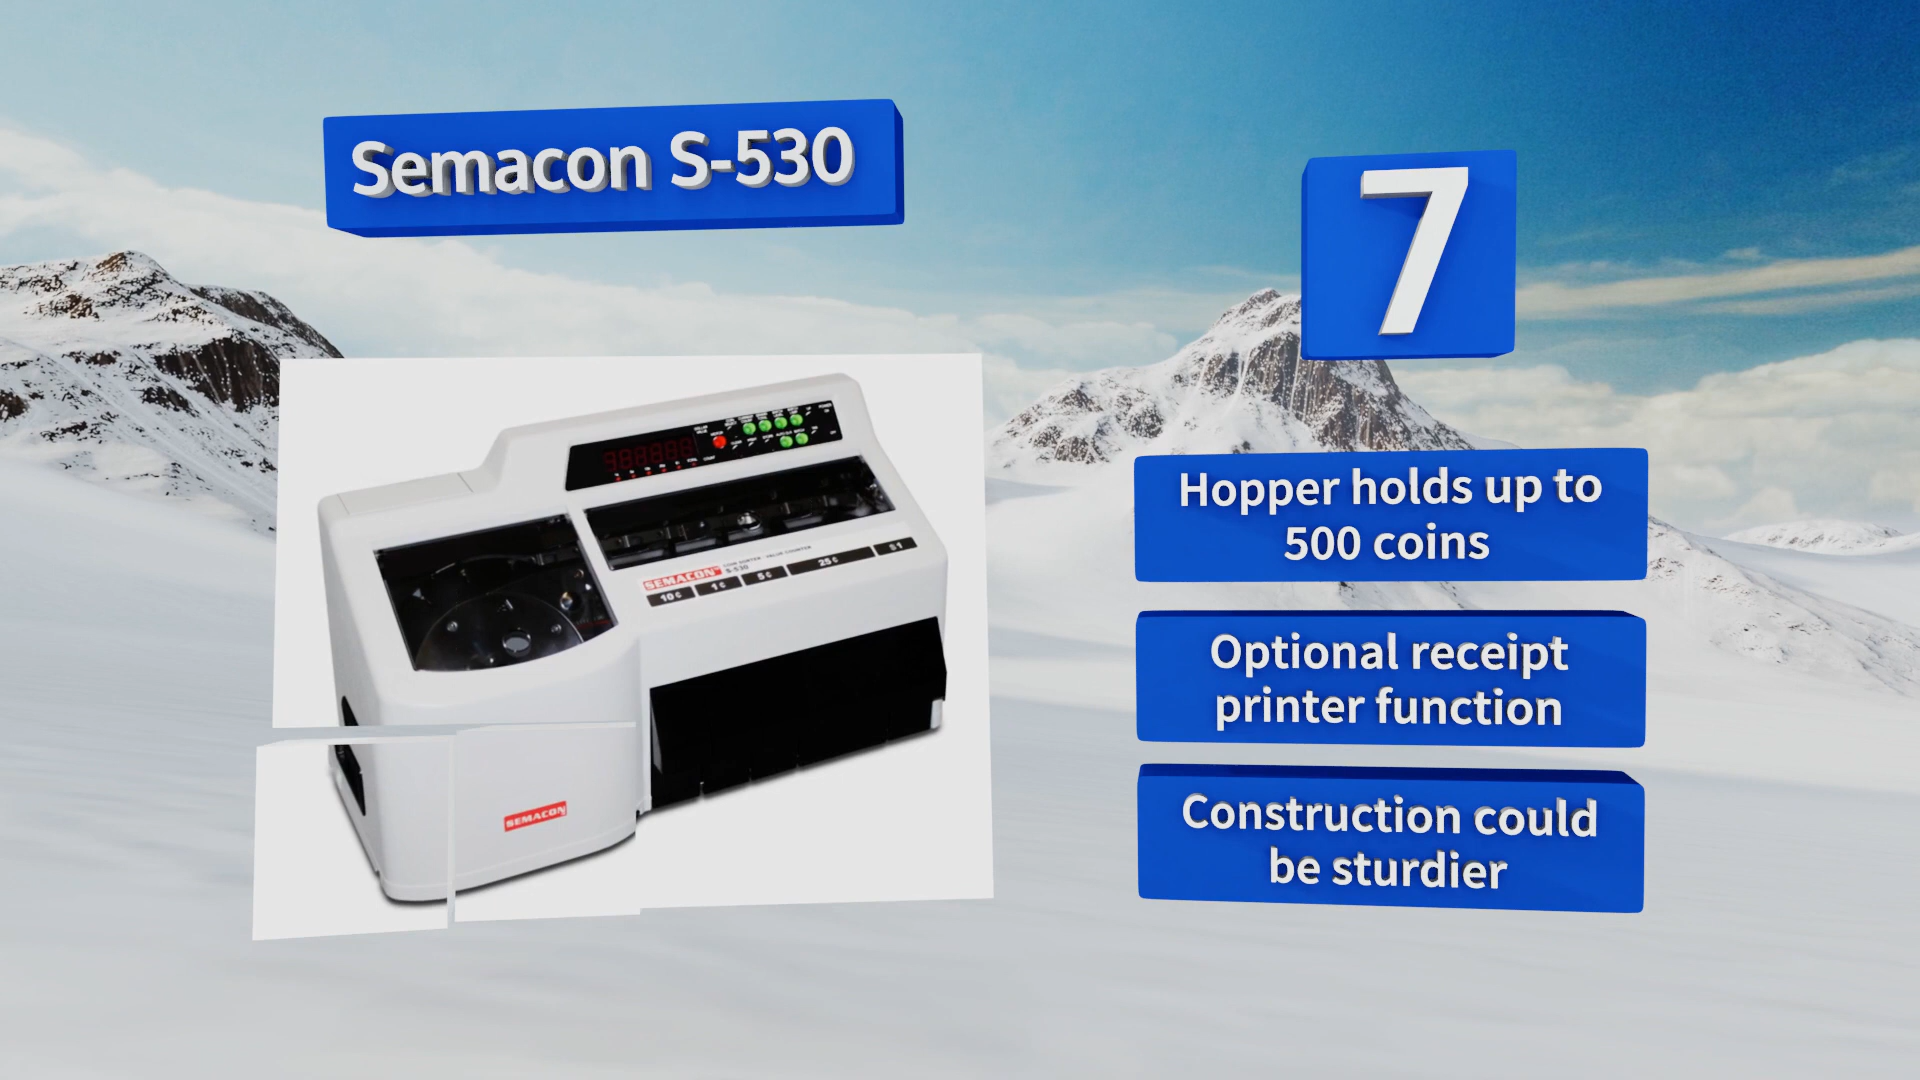 Semacon S-530
7
Hopper holds up to
500 coins
Optional receipt
printer function
Construction could
be sturdier
SEMACON
S-530
10¢ 1¢ 5¢ 25¢ $1
SEMACON